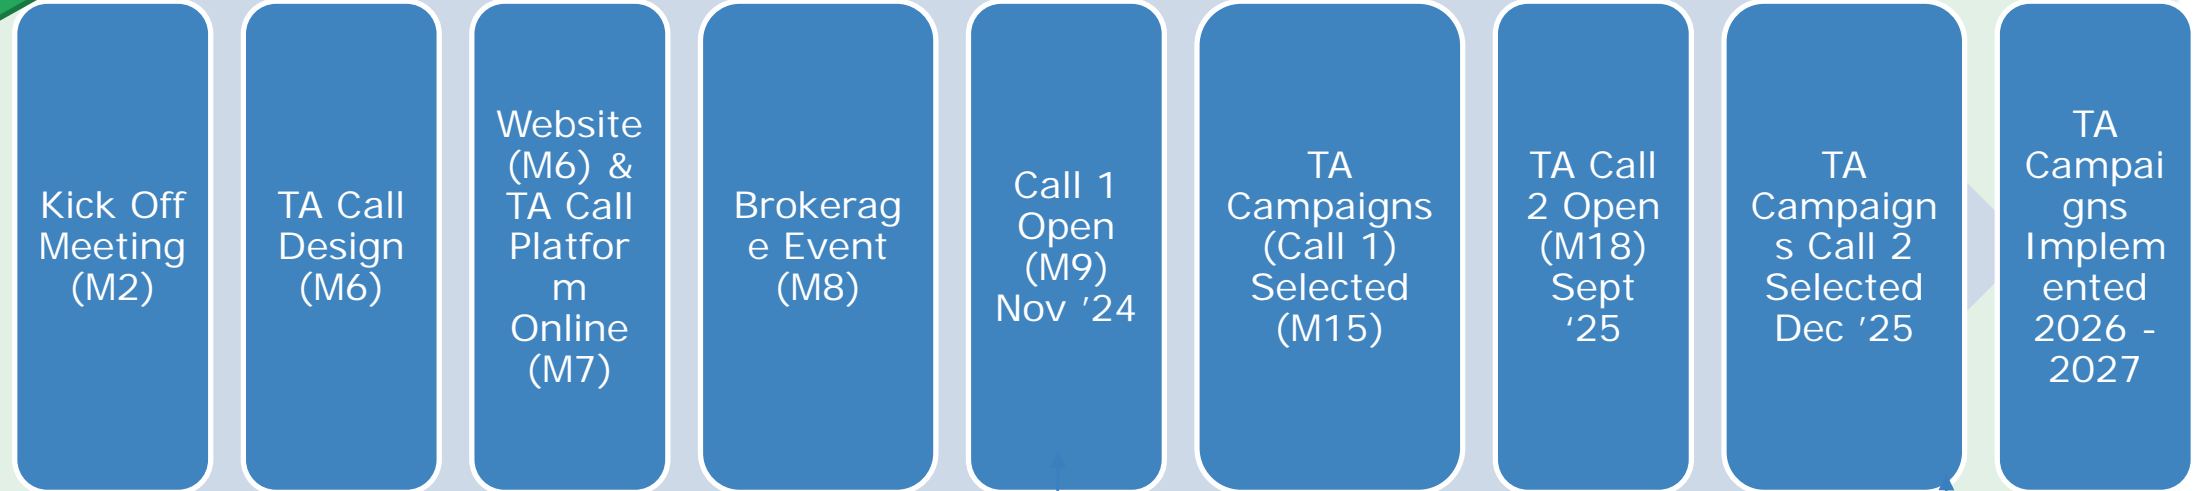 Kick Off
Meeting
(M2)
TA Call
Design
(M6)
Website
(M6) &
TA Call
Platfor
m
Online
(M7)
Brokerag
e Event
(M8)
Call 1
Open
(M9)
Nov ’24
TA
Campaigns
(Call 1)
Selected
(M15)
TA Call
2 Open
(M18)
Sept
‘25
TA
Campaign
s Call 2
Selected
Dec ’25
TA
Campai
gns
Implem
ented
2026 -
2027